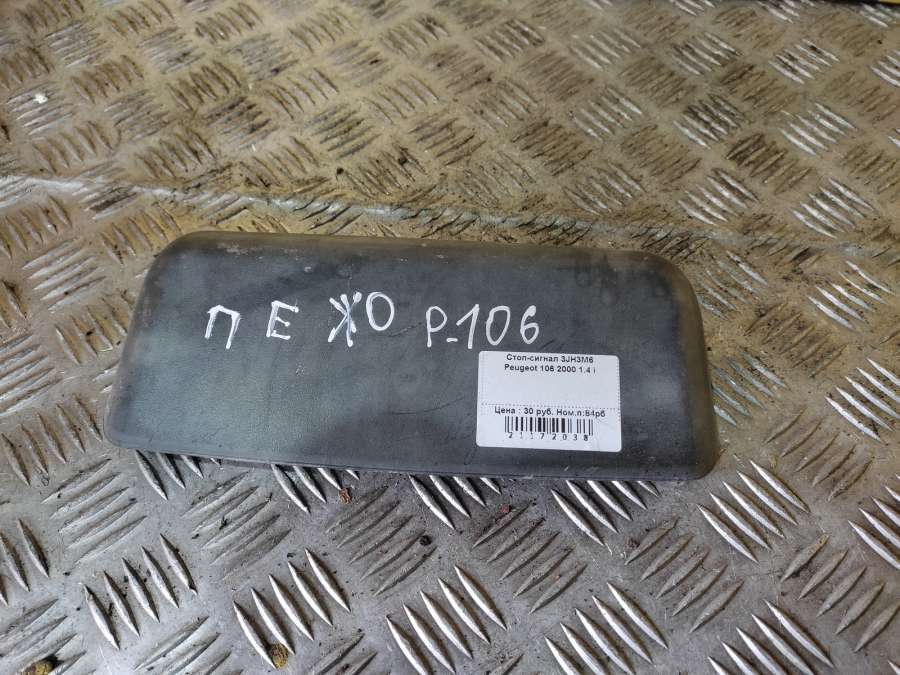 ПЕЖО Р-106
Стоп-сигнал 3JH3M6
Peugeot 106 2000 1.4 i
Цена : 30 руб. Ном.п:84рб
21172038